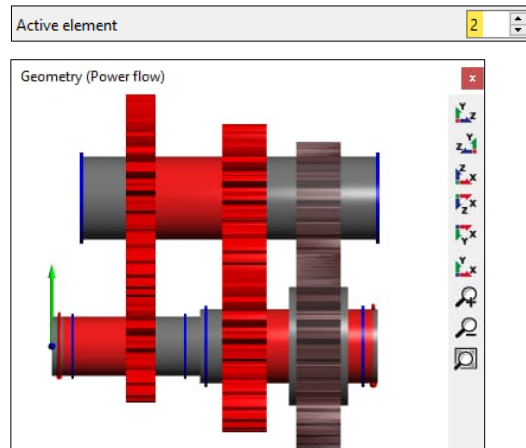 Active element 2
Geometry (Power flow) x
Y Z
Z Y
Z X
Z X
Y X
Y X